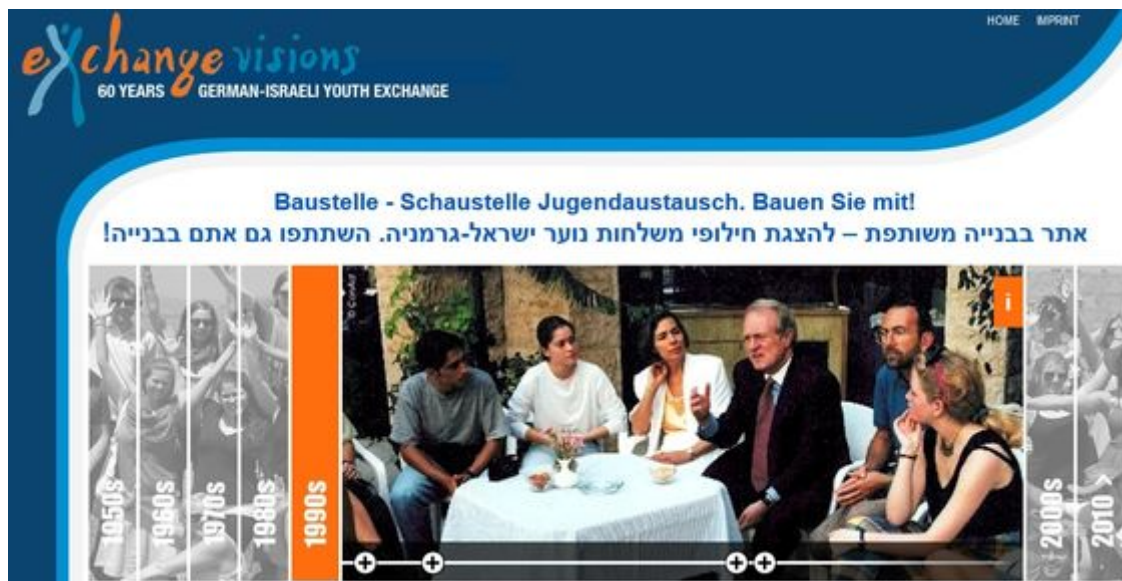 HOME IMPRINT
eXchange visions
60 YEARS GERMAN-ISRAELI YOUTH EXCHANGE
Baustelle - Schaustelle Jugendaustausch. Bauen Sie mit!
אתר בבנייה משותפת – להצגת חילופי משלחות נוער ישראל-גרמניה. השתתפו גם אתם בבנייה!
1950s
1960s
1970s
1980s
1990s
© ConAct
i
2000s
2010 >